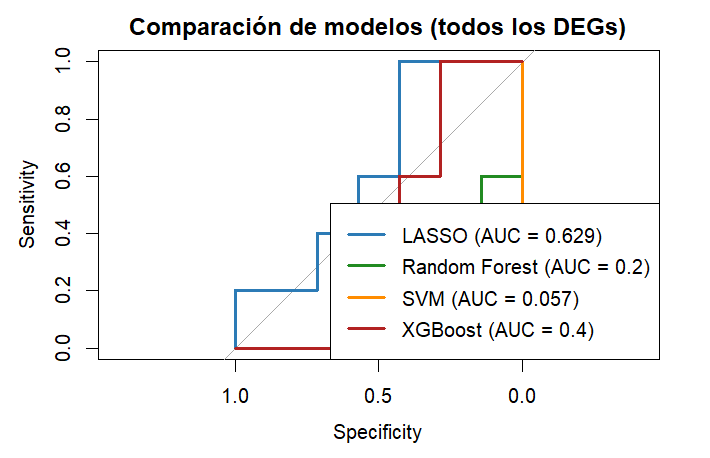 Comparación de modelos (todos los DEGs)
Sensitivity
1.0
0.8
0.6
0.4
0.2
0.0
LASSO (AUC = 0.629)
Random Forest (AUC = 0.2)
SVM (AUC = 0.057)
XGBoost (AUC = 0.4)
1.0 0.5 0.0
Specificity